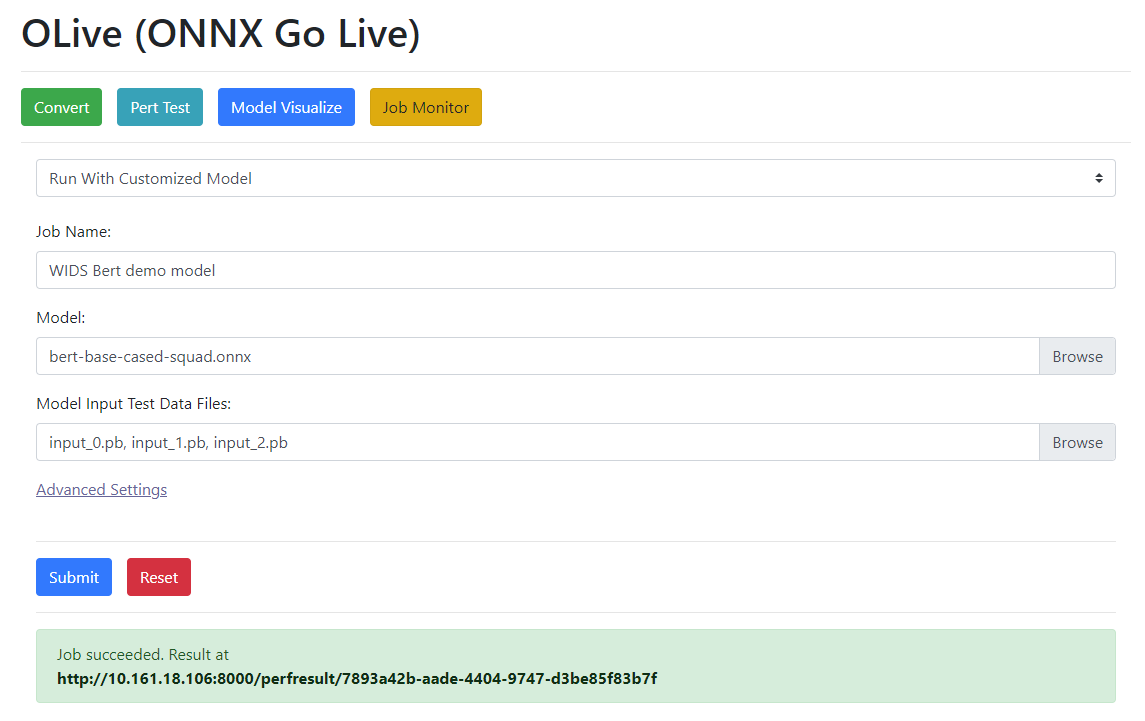 OLive (ONNX Go Live)
Convert Pert Test Model Visualize Job Monitor
Run With Customized Model
Job Name:
WIDS Bert demo model
Model:
bert-base-cased-squad.onnx Browse
Model Input Test Data Files:
input_0.pb, input_1.pb, input_2.pb Browse
Advanced Settings
Submit Reset
Job succeeded. Result at
http://10.161.18.106:8000/perfresult/7893a42b-aade-4404-9747-d3be85f83b7f